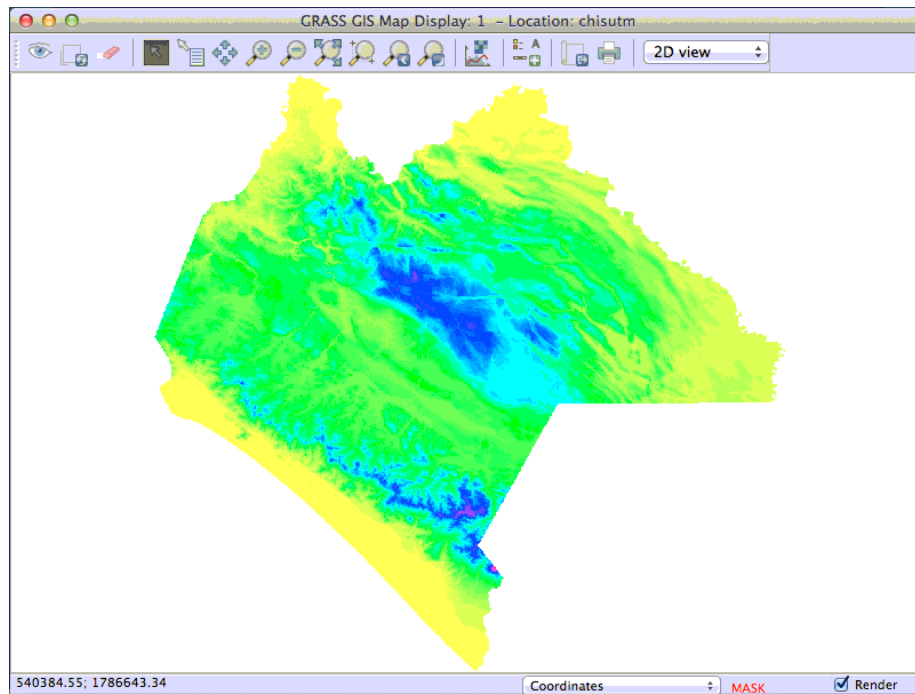 GRASS GIS Map Display: 1 - Location: chisutm
2D view
540384.55; 1786643.34
Coordinates
MASK
Render